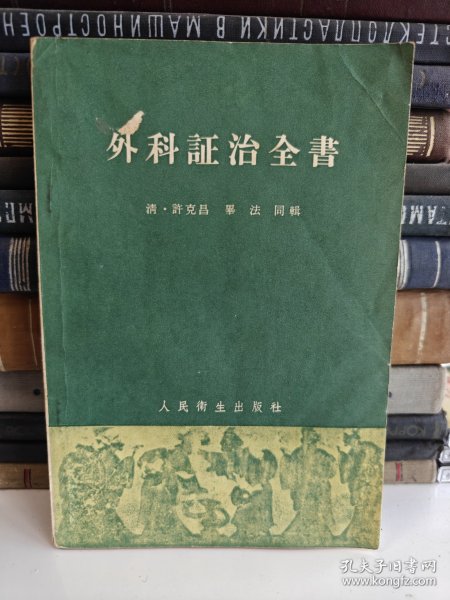 СТЕКЛОПЛАСТИКИ В МАШИНОСТРОЕН
外科証治全書
清·許克昌 畢法 同輯
人民衛生出版社
孔夫子旧书网
www.kongfz.com